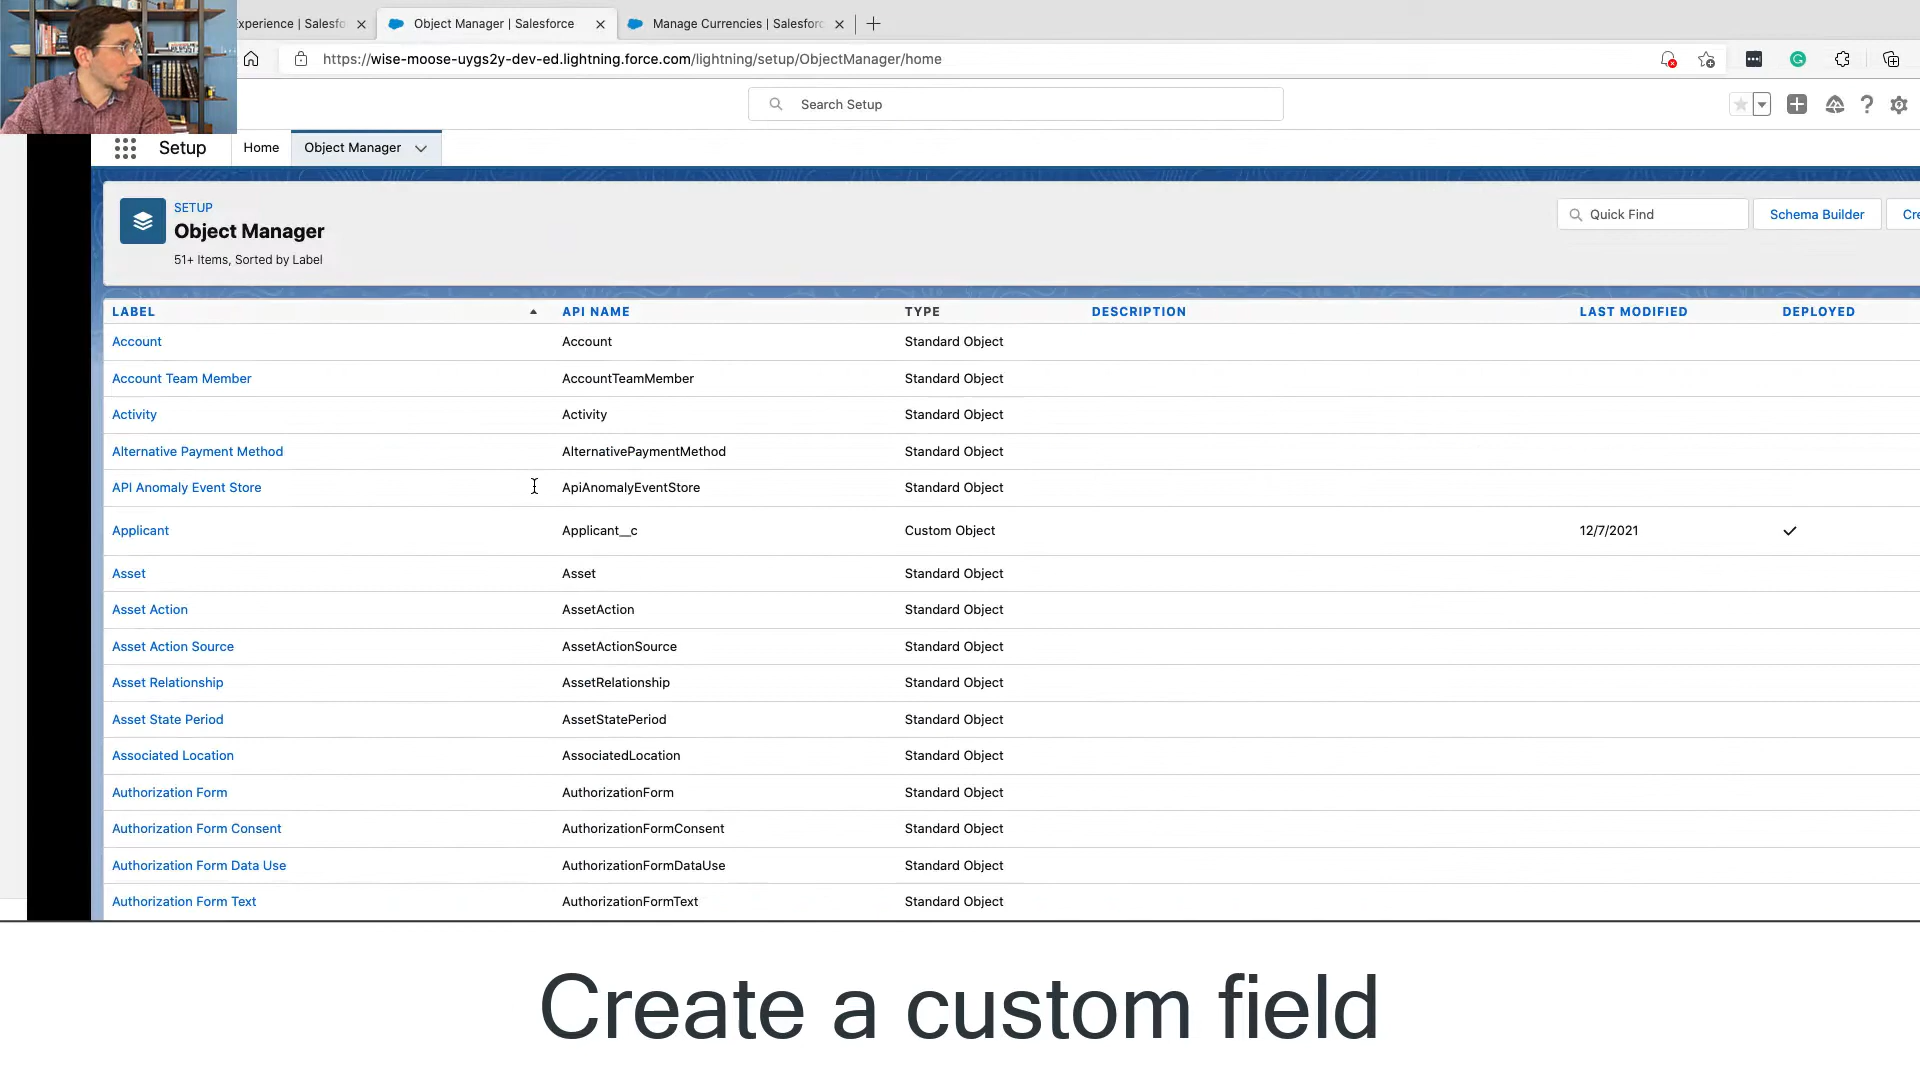 xperience | Salesfo
Object Manager | Salesforce
Manage Currencies | Salesforc
https://wise-moose-uygs2y-dev-ed.lightning.force.com/lightning/setup/ObjectManager/home
Search Setup
Setup
Home
Object Manager
SETUP
Object Manager
51+ Items, Sorted by Label
Quick Find
Schema Builder
Cre
LABEL API NAME TYPE DESCRIPTION LAST MODIFIED DEPLOYED
Account Account Standard Object
Account Team Member AccountTeamMember Standard Object
Activity Activity Standard Object
Alternative Payment Method AlternativePaymentMethod Standard Object
API Anomaly Event Store ApiAnomalyEventStore Standard Object
Applicant Applicant__c Custom Object 12/7/2021
Asset Asset Standard Object
Asset Action AssetAction Standard Object
Asset Action Source AssetActionSource Standard Object
Asset Relationship AssetRelationship Standard Object
Asset State Period AssetStatePeriod Standard Object
Associated Location AssociatedLocation Standard Object
Authorization Form AuthorizationForm Standard Object
Authorization Form Consent AuthorizationFormConsent Standard Object
Authorization Form Data Use AuthorizationFormDataUse Standard Object
Authorization Form Text AuthorizationFormText Standard Object
Create a custom field